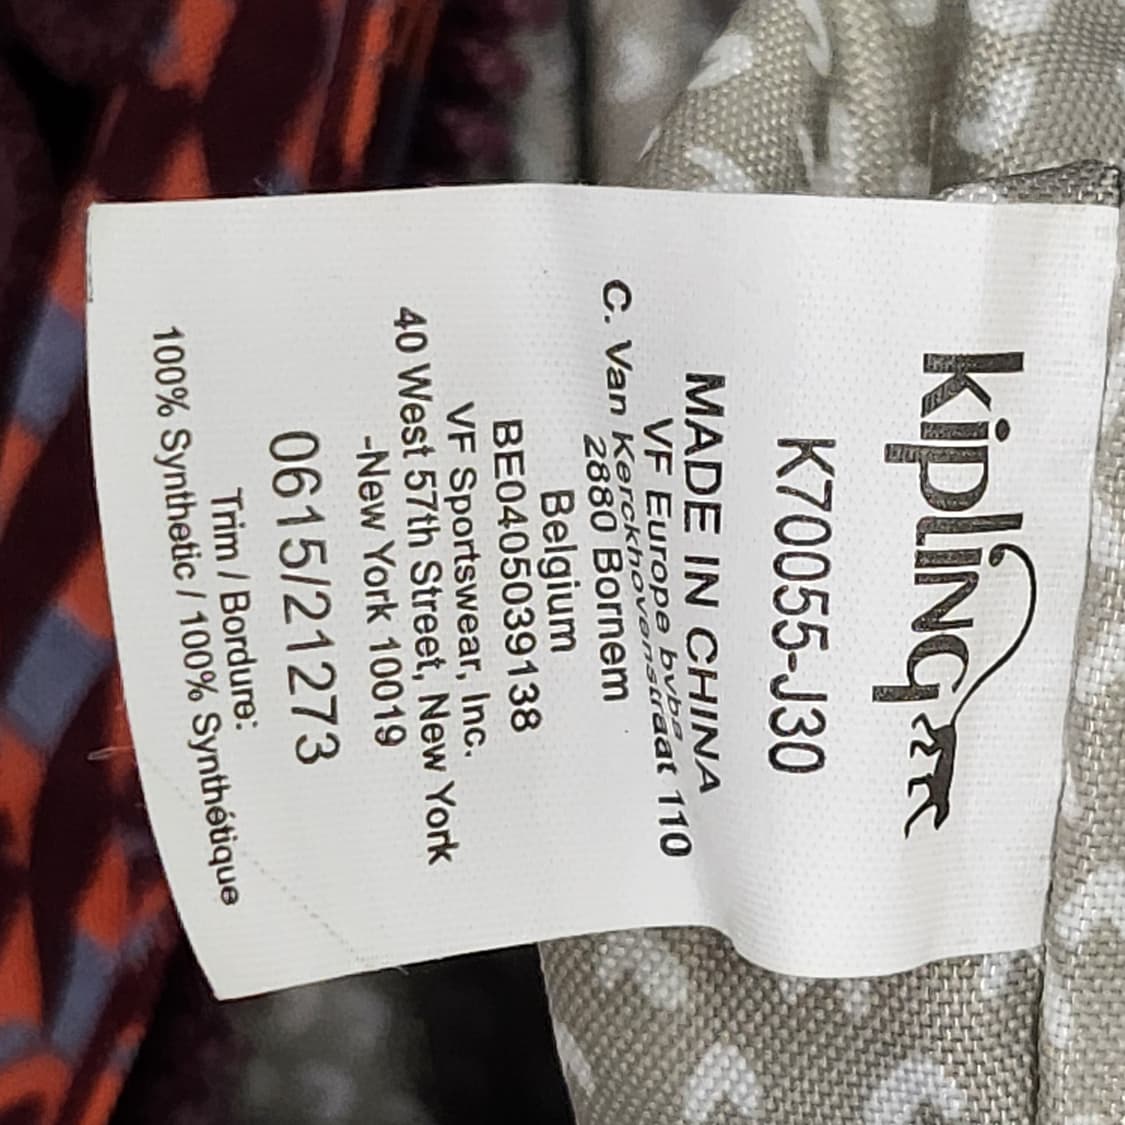 kipling
K70055-J30
MADE IN CHINA
VF Europe bvba
C. Van Kerckhovenstraat 110
2880 Bornem
Belgium
BE0405039138
VF Sportswear, Inc.
40 West 57th Street, New York
-New York 10019
0615/21273
Trim / Bordure:
100% Synthetic / 100% Synthétique